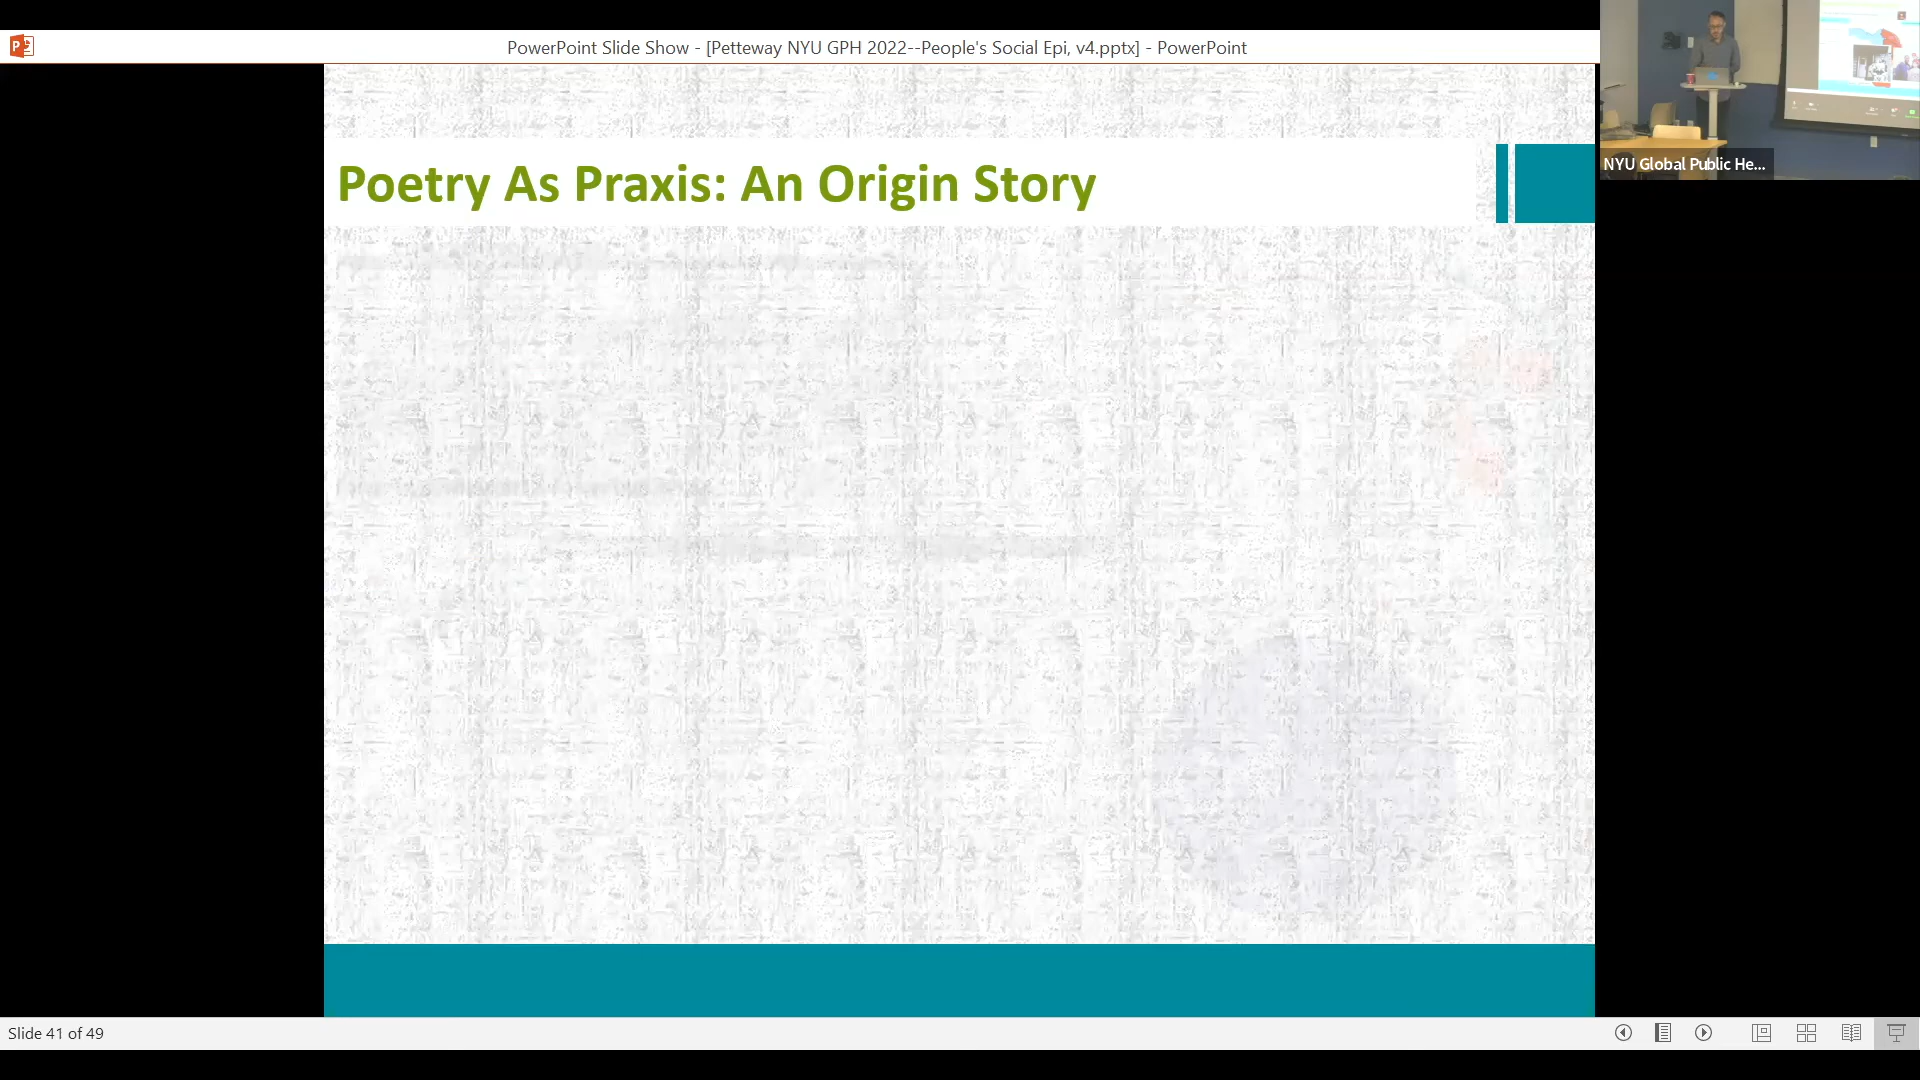 PowerPoint Slide Show - [Petteway NYU GPH 2022--People's Social Epi, v4.pptx] - PowerPoint
NYU Global Public He...
Poetry As Praxis: An Origin Story
Slide 41 of 49